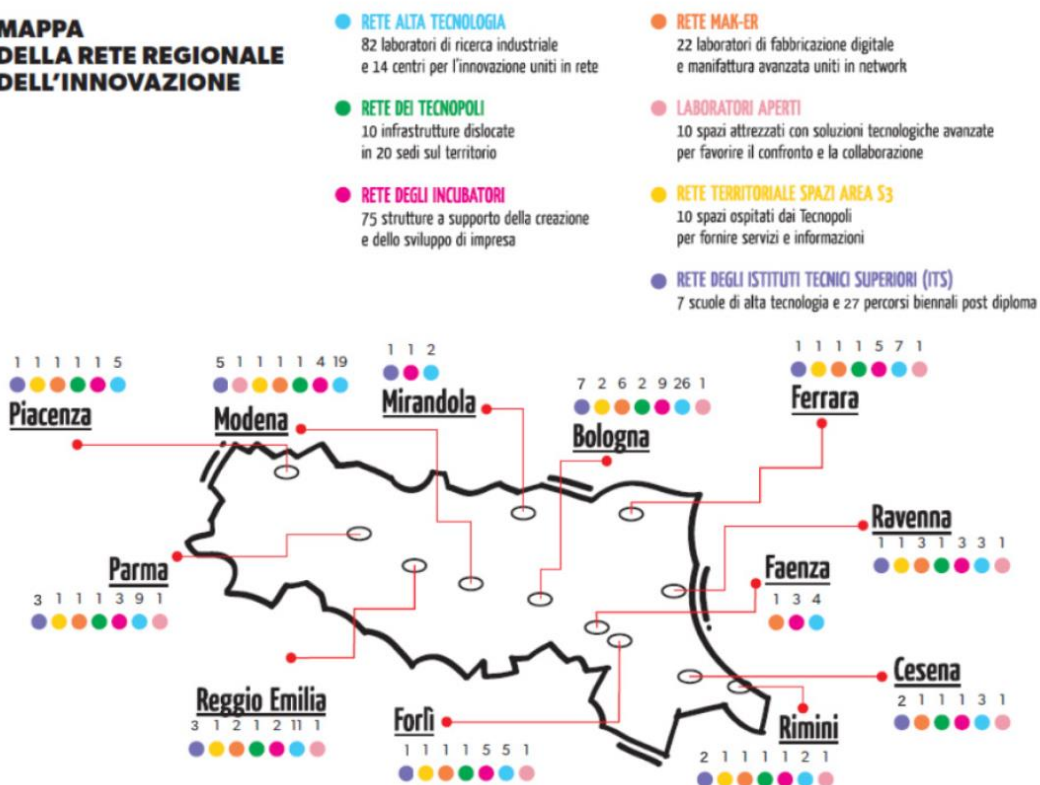 MAPPA
DELLA RETE REGIONALE
DELL'INNOVAZIONE
RETE ALTA TECNOLOGIA
82 laboratori di ricerca industriale
e 14 centri per l'innovazione uniti in rete
RETE DEI TECNOPOLI
10 infrastrutture dislocate
in 20 sedi sul territorio
RETE DEGLI INCUBATORI
75 strutture a supporto della creazione
e dello sviluppo di impresa
RETE MAK-ER
22 laboratori di fabbricazione digitale
e manifattura avanzata uniti in network
LABORATORI APERTI
10 spazi attrezzati con soluzioni tecnologiche avanzate
per favorire il confronto e la collaborazione
RETE TERRITORIALE SPAZI AREA S3
10 spazi ospitati dai Tecnopoli
per fornire servizi e informazioni
RETE DEGLI ISTITUTI TECNICI SUPERIORI (ITS)
7 scuole di alta tecnologia e 27 percorsi biennali post diploma
1 1 1 1 1 5
Piacenza
5 1 1 1 1 4 19
Modena
1 1 2
Mirandola
7 2 6 2 9 26 1
Bologna
1 1 1 1 5 7 1
Ferrara
Ravenna
1 1 3 1 3 3 1
Parma
3 1 1 1 3 9 1
Faenza
1 3 4
Cesena
2 1 1 1 3 1
Reggio Emilia
3 1 2 1 2 11 1
Forlì
1 1 1 1 5 5 1
Rimini
2 1 1 1 1 2 1